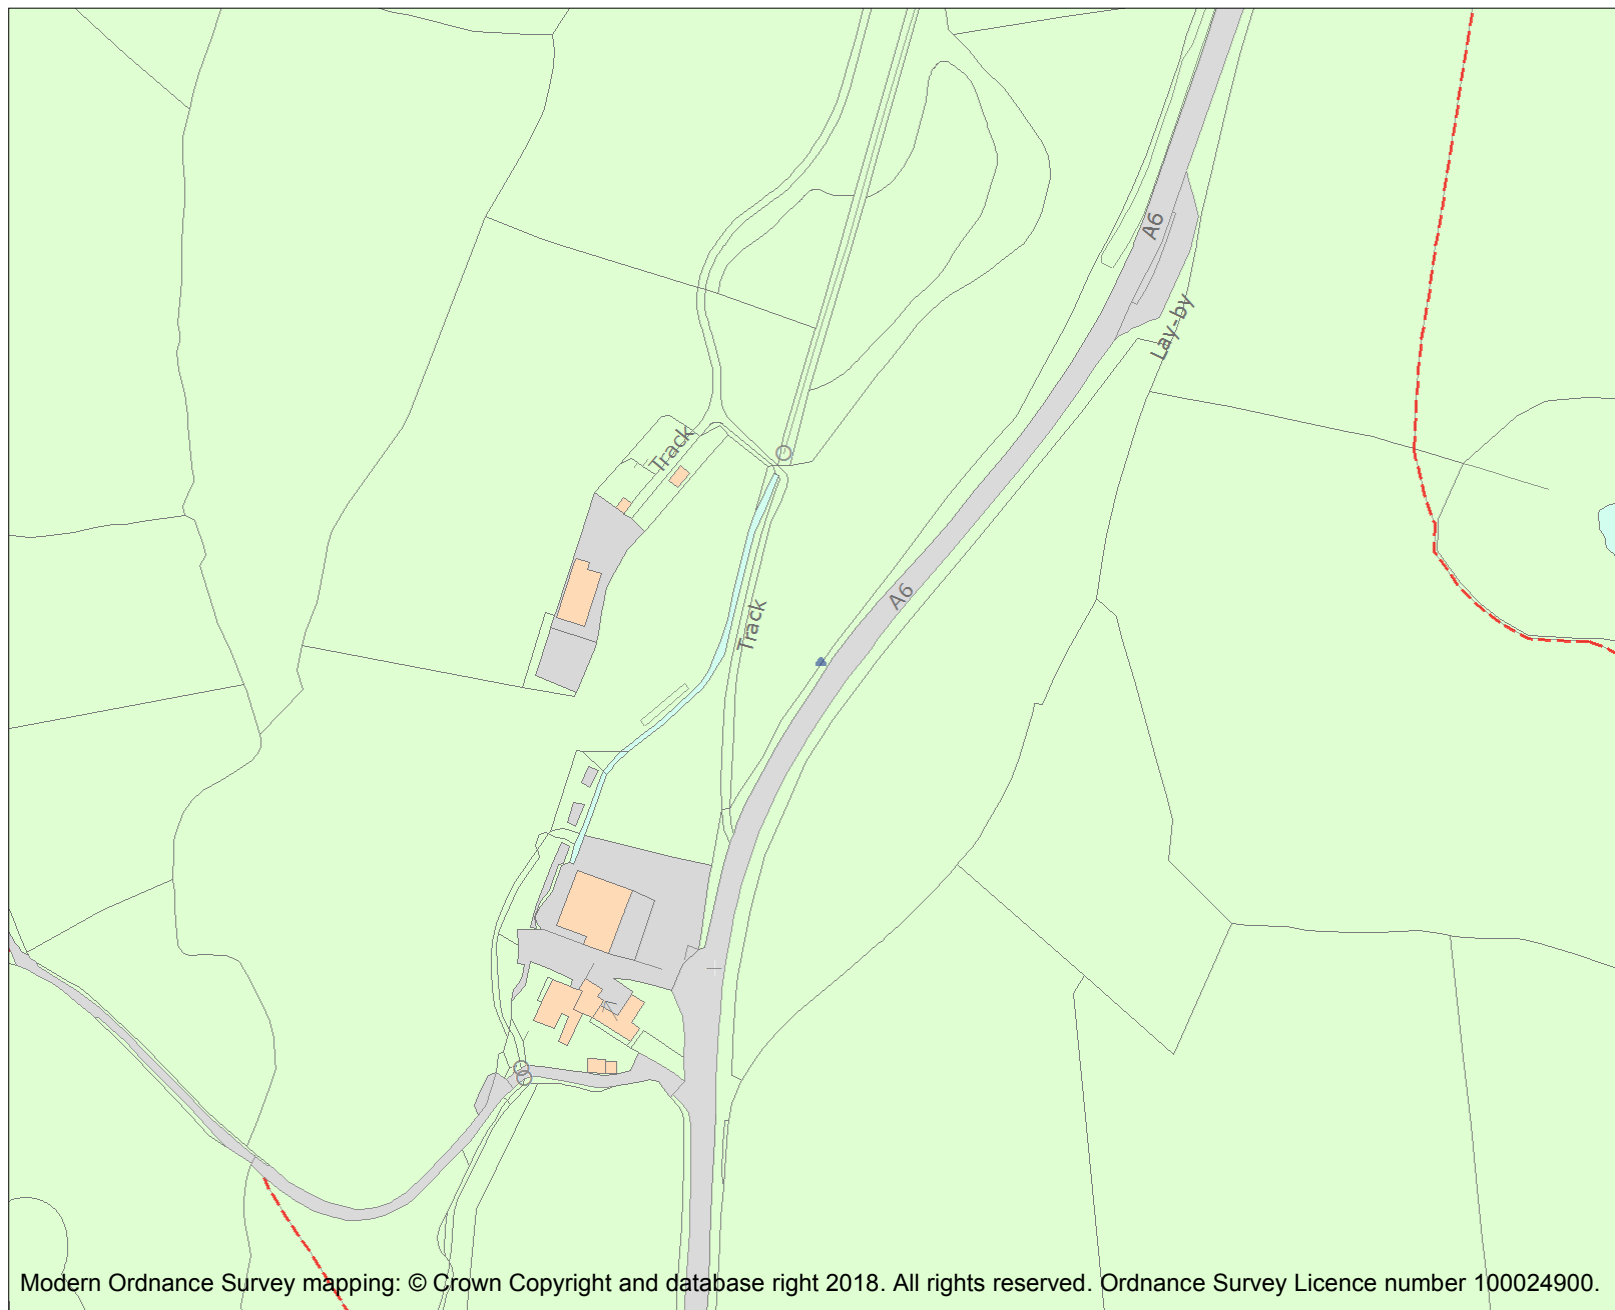 A6
Lay-by
Track
A6
Track
Modern Ordnance Survey mapping: © Crown Copyright and database right 2018. All rights reserved. Ordnance Survey Licence number 100024900.